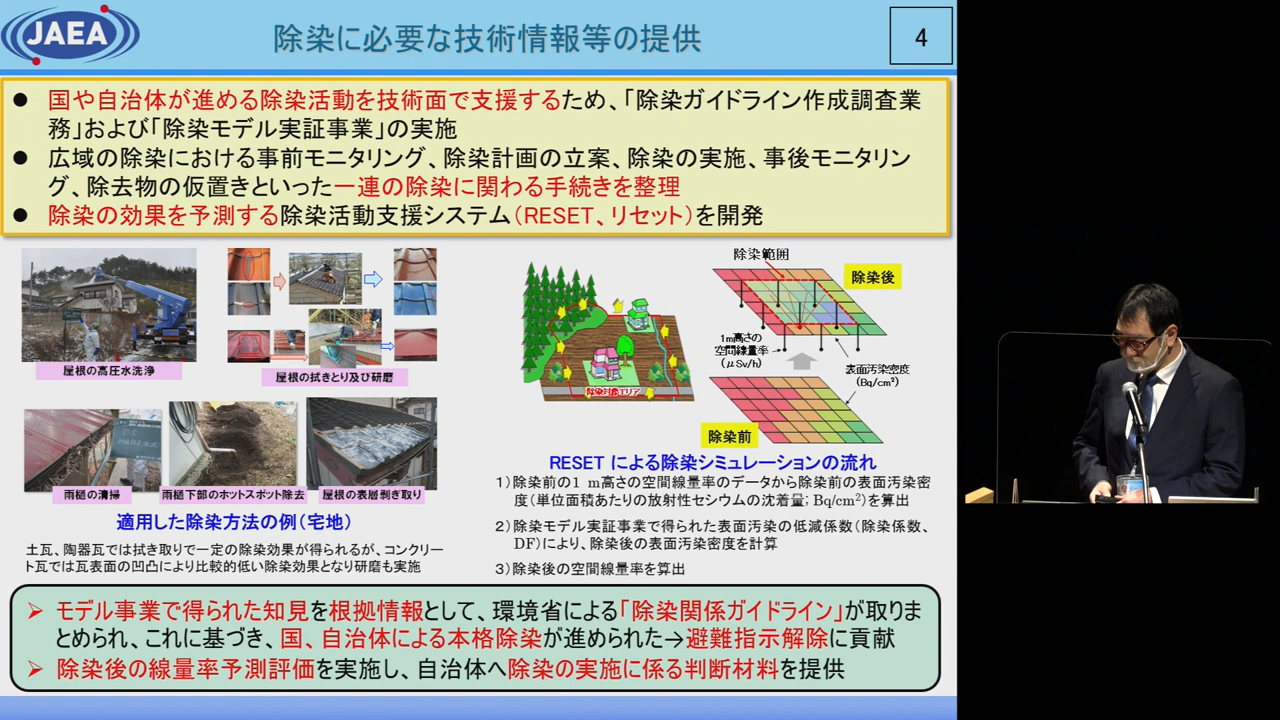 JAEA
除染に必要な技術情報等の提供
4
● 国や自治体が進める除染活動を技術面で支援するため、「除染ガイドライン作成調査業
務」および「除染モデル実証事業」の実施
● 広域の除染における事前モニタリング、除染計画の立案、除染の実施、事後モニタリン
グ、除去物の仮置きといった一連の除染に関わる手続きを整理
● 除染の効果を予測する除染活動支援システム（RESET、リセット）を開発
屋根の高圧水洗浄
屋根の拭きとり及び研磨
雨樋の清掃
雨樋下部のホットスポット除去
屋根の表層剥ぎ取り
適用した除染方法の例（宅地）
土瓦、陶器瓦では拭き取りで一定の除染効果が得られるが、コンクリー
ト瓦では瓦表面の凹凸により比較的低い除染効果となり研磨も実施
除染範囲
除染後
1m高さの
空間線量率
（μSv/h）
表面汚染密度
（Bq/cm²）
除染対象エリア
除染前
RESET による除染シミュレーションの流れ
1）除染前の1 m高さの空間線量率のデータから除染前の表面汚染密
度（単位面積あたりの放射性セシウムの沈着量; Bq/cm²）を算出
2）除染モデル実証事業で得られた表面汚染の低減係数（除染係数、
DF）により、除染後の表面汚染密度を計算
3）除染後の空間線量率を算出
➢ モデル事業で得られた知見を根拠情報として、環境省による「除染関係ガイドライン」が取りま
とめられ、これに基づき、国、自治体による本格除染が進められた→避難指示解除に貢献
➢ 除染後の線量率予測評価を実施し、自治体へ除染の実施に係る判断材料を提供